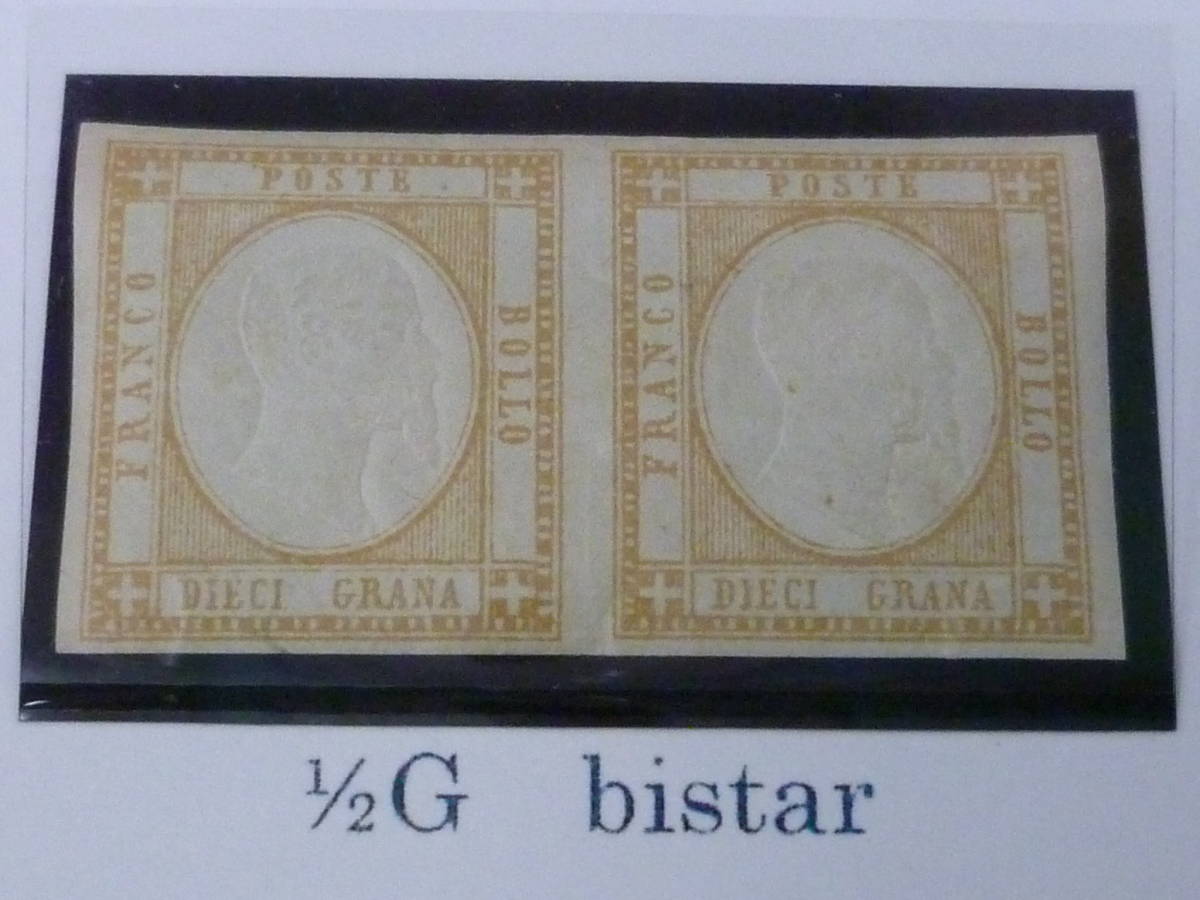 POSTE
FRANCO
BOLLO
DIECI GRANA
POSTE
FRANCO
BOLLO
DIECI GRANA
½G bistar